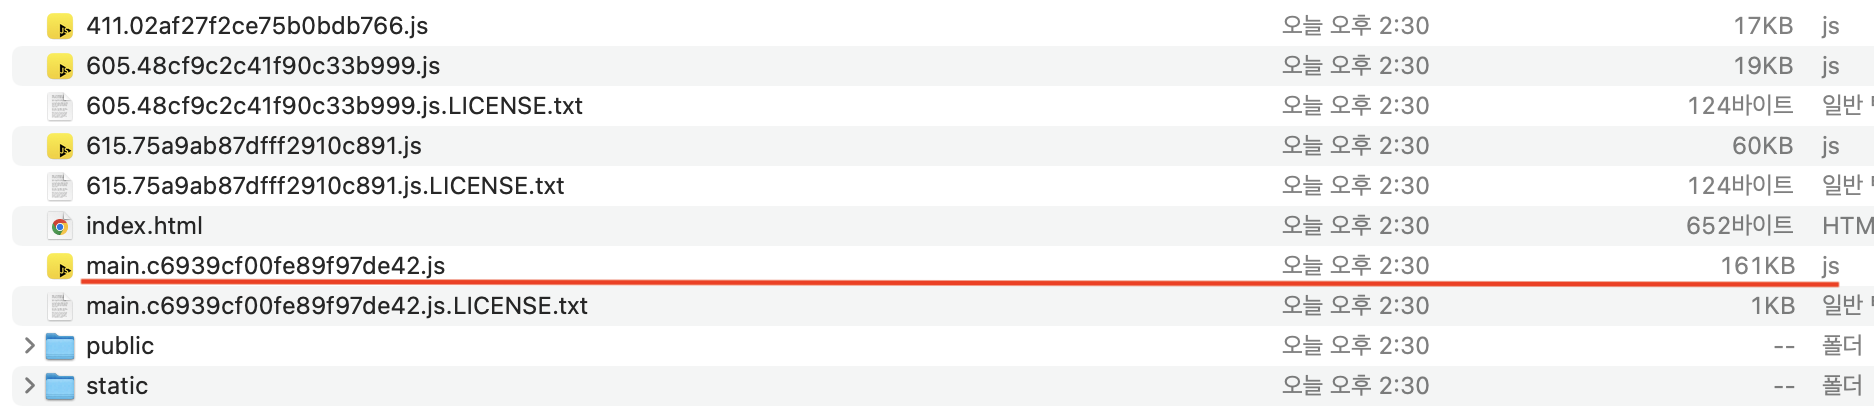 411.02af27f2ce75b0bdb766.js 오늘 오후 2:30 17KB js
605.48cf9c2c41f90c33b999.js 오늘 오후 2:30 19KB js
605.48cf9c2c41f90c33b999.js.LICENSE.txt 오늘 오후 2:30 124바이트 일반
615.75a9ab87dfff2910c891.js 오늘 오후 2:30 60KB js
615.75a9ab87dfff2910c891.js.LICENSE.txt 오늘 오후 2:30 124바이트 일반
index.html 오늘 오후 2:30 652바이트 HTM
main.c6939cf00fe89f97de42.js 오늘 오후 2:30 161KB js
main.c6939cf00fe89f97de42.js.LICENSE.txt 오늘 오후 2:30 1KB 일반
public 오늘 오후 2:30 -- 폴더
static 오늘 오후 2:30 -- 폴더